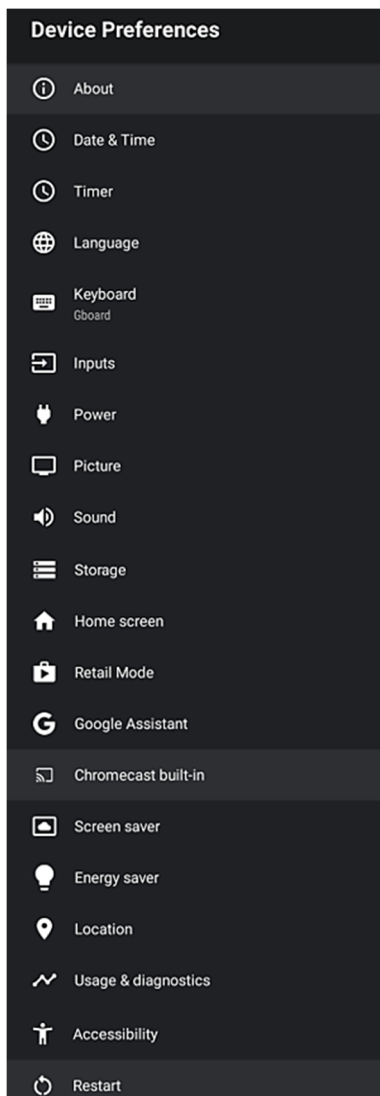 Device Preferences
About
Date & Time
Timer
Language
Keyboard
Gboard
Inputs
Power
Picture
Sound
Storage
Home screen
Retail Mode
Google Assistant
Chromecast built-in
Screen saver
Energy saver
Location
Usage & diagnostics
Accessibility
Restart